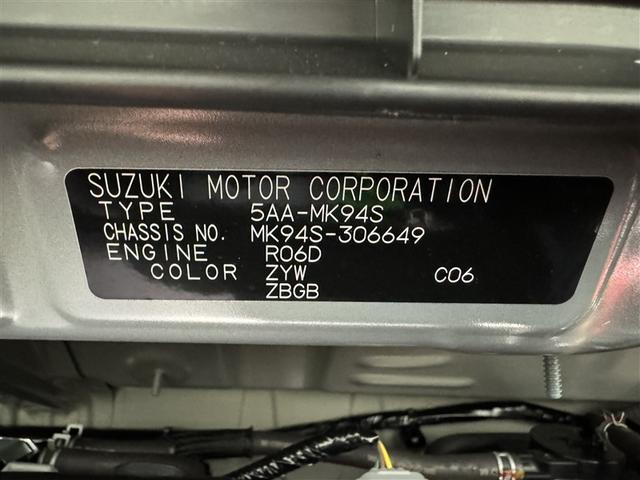 SUZUKI MOTOR CORPORATION
TYPE 5AA-MK94S
CHASSIS NO. MK94S-306649
ENGINE R06D
COLOR ZYW C06
ZBGB